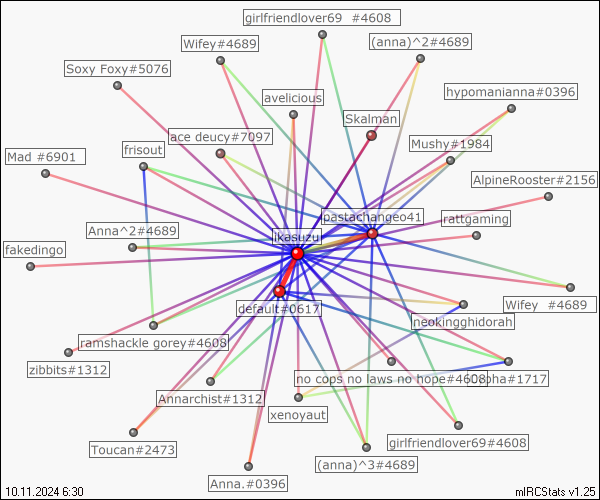 girlfriendlover69 #4608
Wifey#4689
(anna)^2#4689
Soxy Foxy#5076
hypomanianna#0396
avelicious
Skalman
ace deucy#7097
Mushy#1984
frisout
Mad #6901
AlpineRooster#2156
pastachangeo41
rattgaming
Anna^2#4689
ikasuzu
fakedingo
Wifey #4689
default#0617
neokingghidorah
ramshackle gorey#4608
zibbits#1312
no cops no laws no hope#4608
pha#1717
Annarchist#1312
xenoyaut
Toucan#2473
girlfriendlover69#4608
(anna)^3#4689
Anna.#0396
10.11.2024 6:30
mIRCStats v1.25